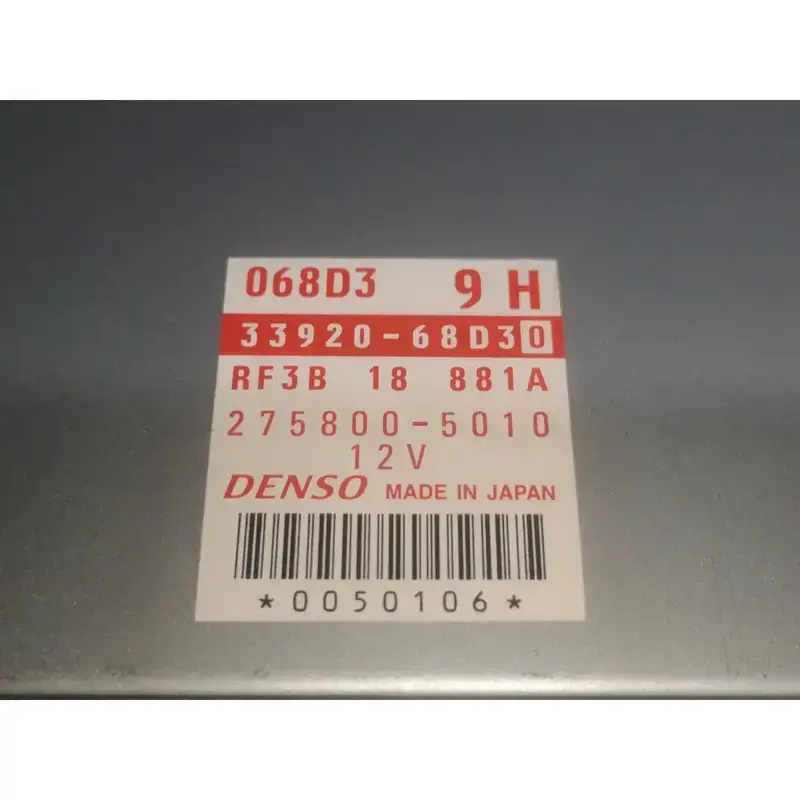 068D3 9 H
33920-68D30
RF3B 18 881A
275800-5010
12V
DENSO MADE IN JAPAN
*0050106*